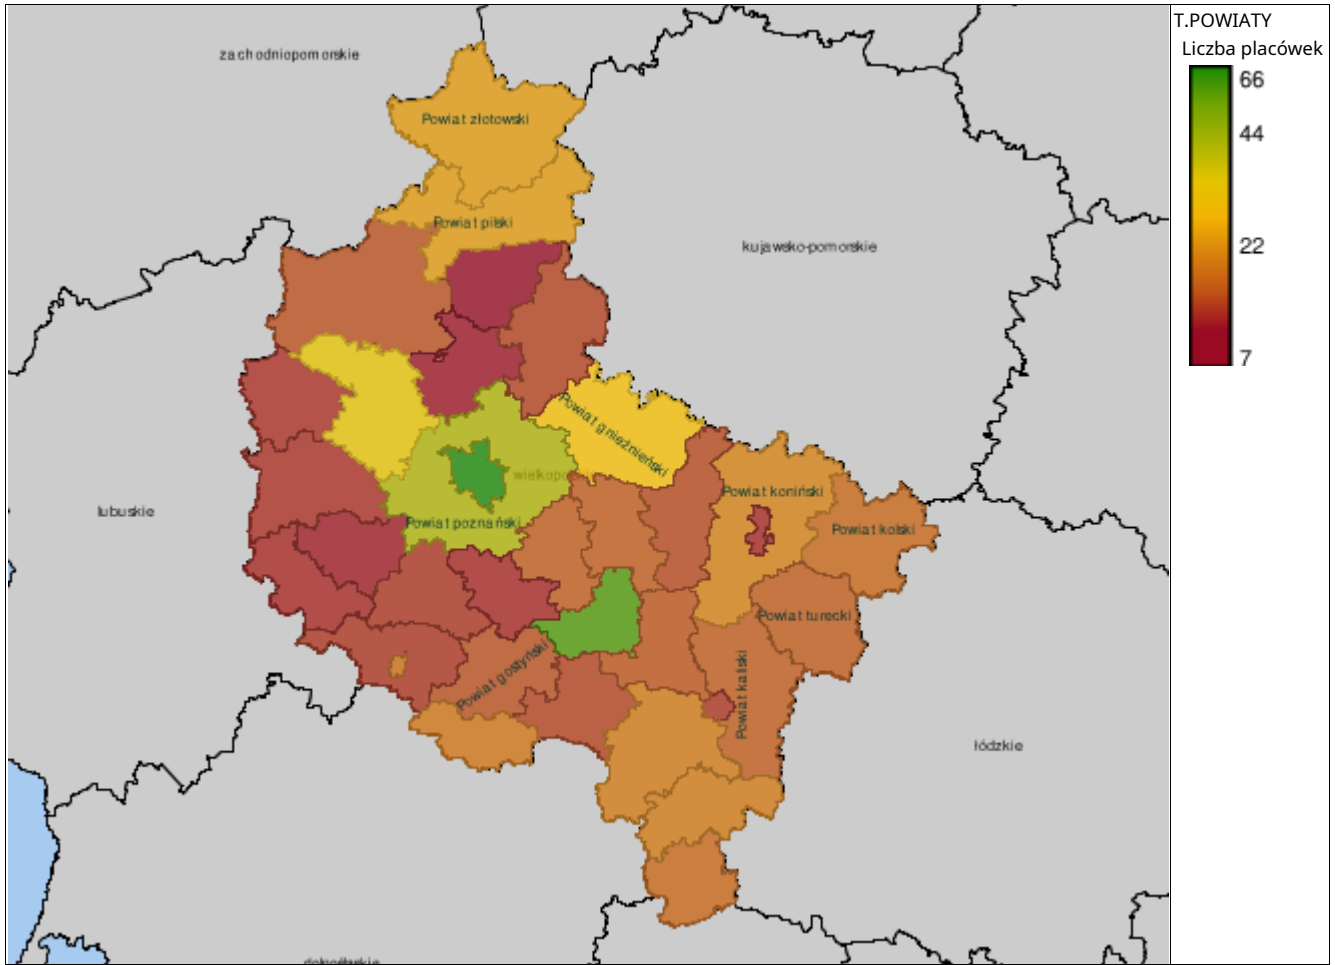 T.POWIATY
Liczba placówek
66
44
22
7
zachodniopomorskie
Powiat złotowski
Powiat pilski
kujawsko-pomorskie
Powiat gnieźnieński
Powiat koniński
lubuskie
Powiat poznański
Powiat kolski
Powiat turecki
Powiat gostyński
Powiat kaliski
łódzkie